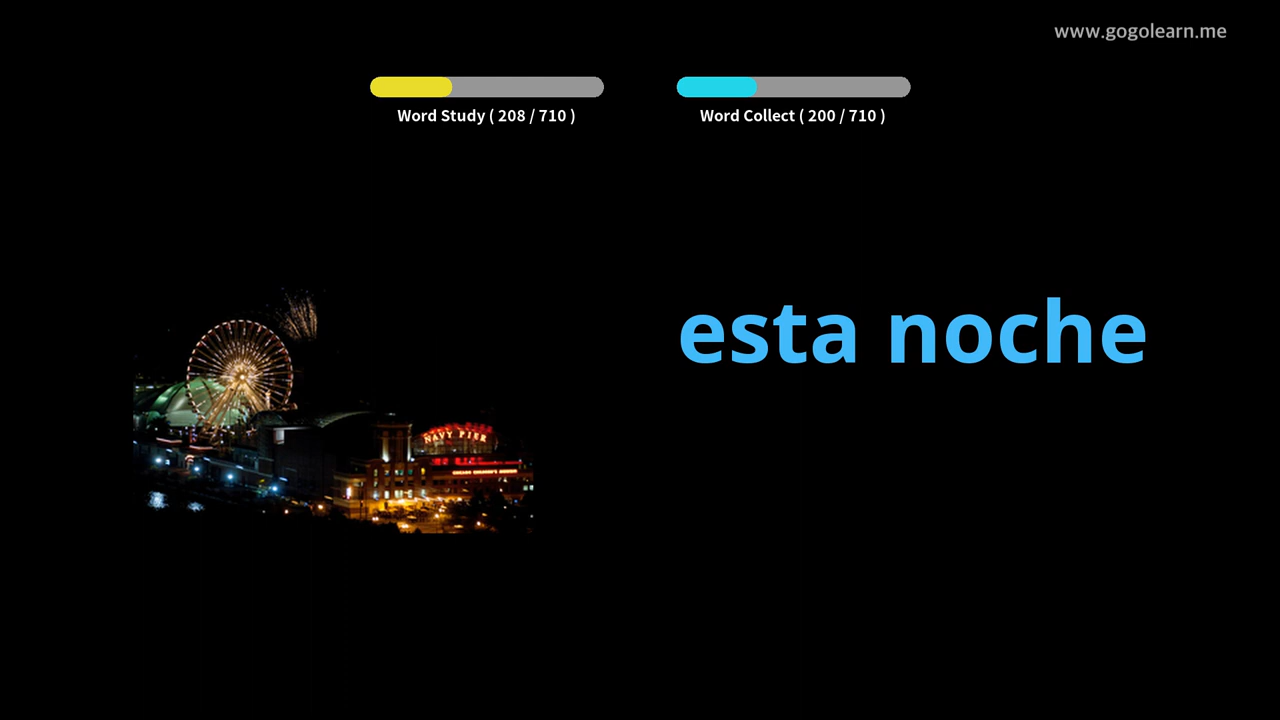 www.gogolearn.me
Word Study ( 208 / 710 )
Word Collect ( 200 / 710 )
esta noche
NAVY PIER